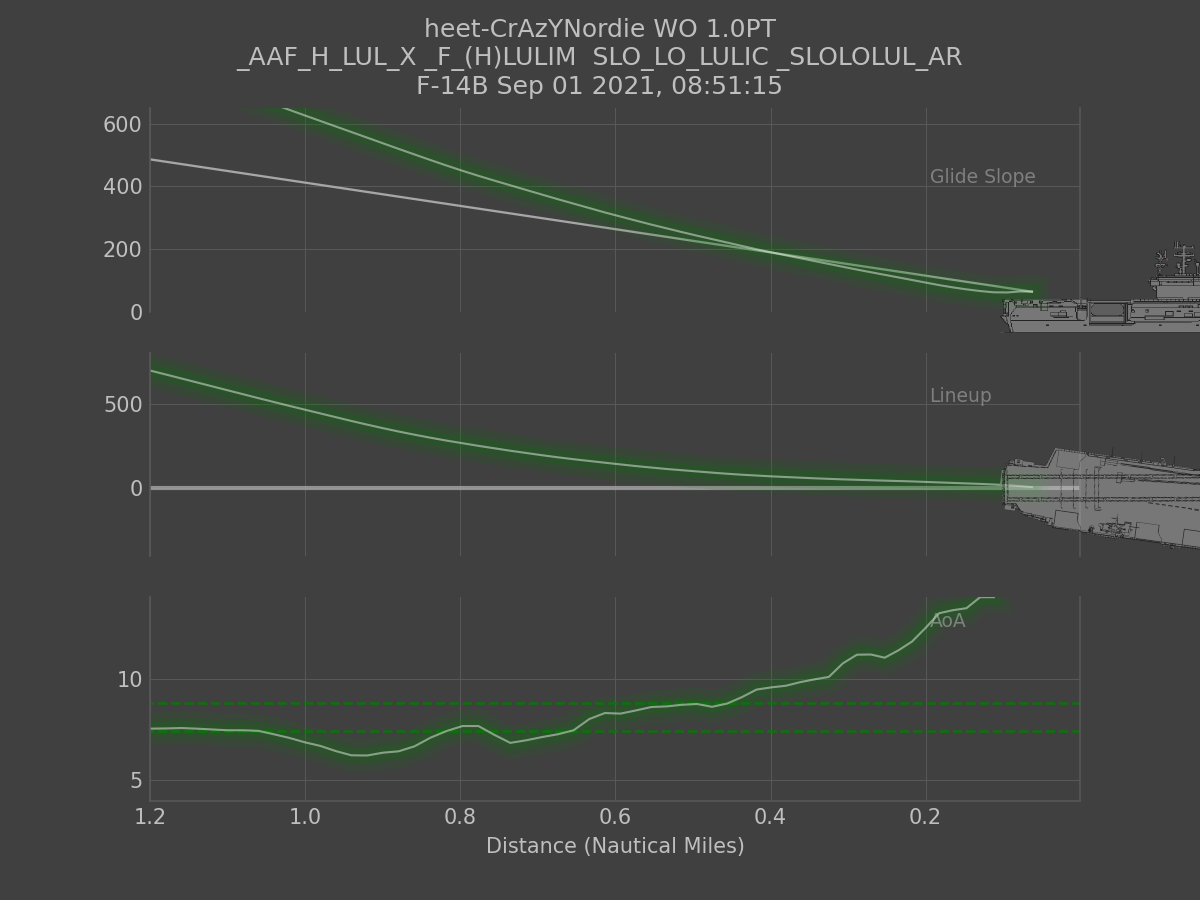 heet-CrAzYNordie WO 1.0PT
_AAF_H_LUL_X _F_(H)LULIM  SLO_LO_LULIC _SLOLOLUL_AR
F-14B Sep 01 2021, 08:51:15
600
400
200
0
Glide Slope
500
0
Lineup
10
5
AoA
1.2 1.0 0.8 0.6 0.4 0.2
Distance (Nautical Miles)